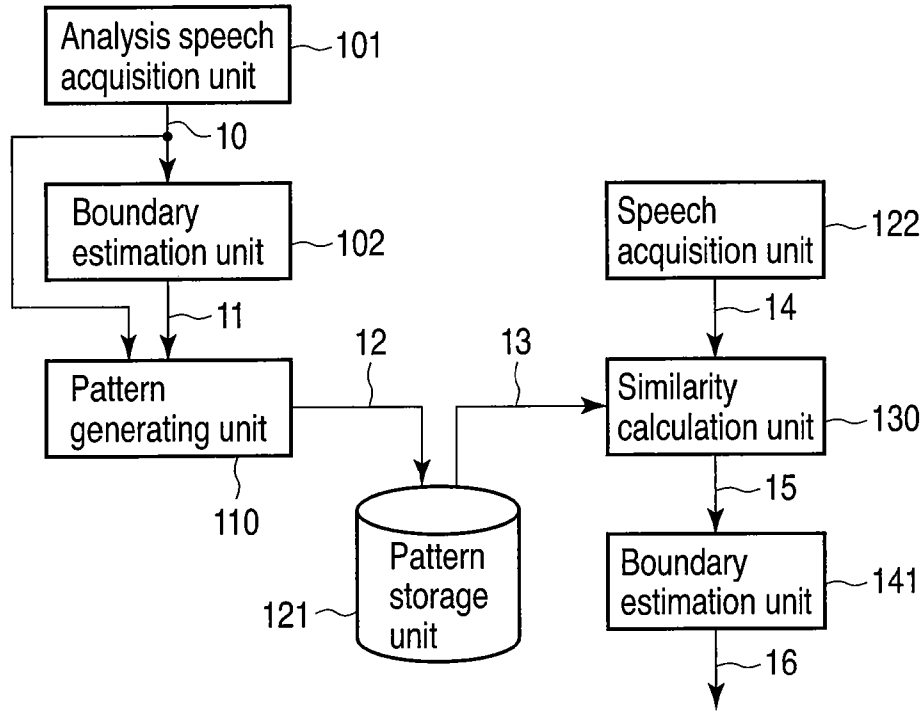 Analysis speech
acquisition unit
101
10
Boundary
estimation unit
102
11
Pattern
generating unit
110
12
13
Pattern
storage
unit
121
Speech
acquisition unit
122
14
Similarity
calculation unit
130
15
Boundary
estimation unit
141
16